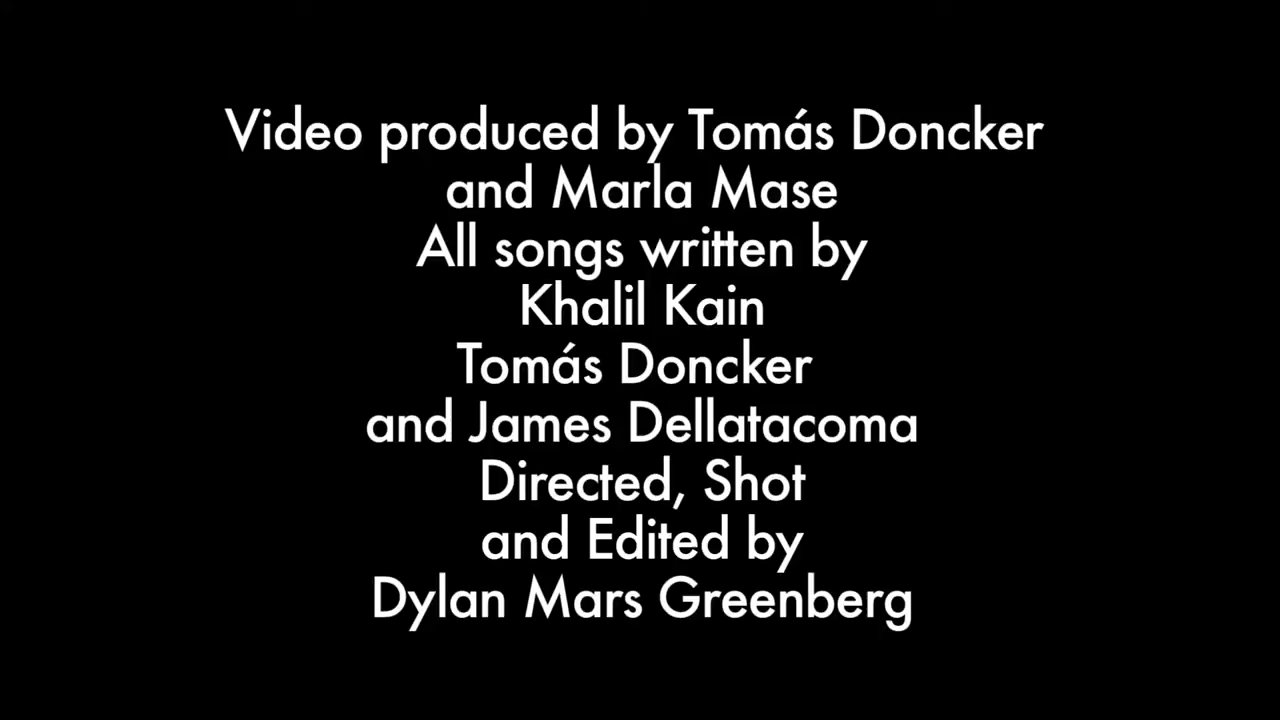 Video produced by Tomás Doncker
and Marla Mase
All songs written by
Khalil Kain
Tomás Doncker
and James Dellatacoma
Directed, Shot
and Edited by
Dylan Mars Greenberg